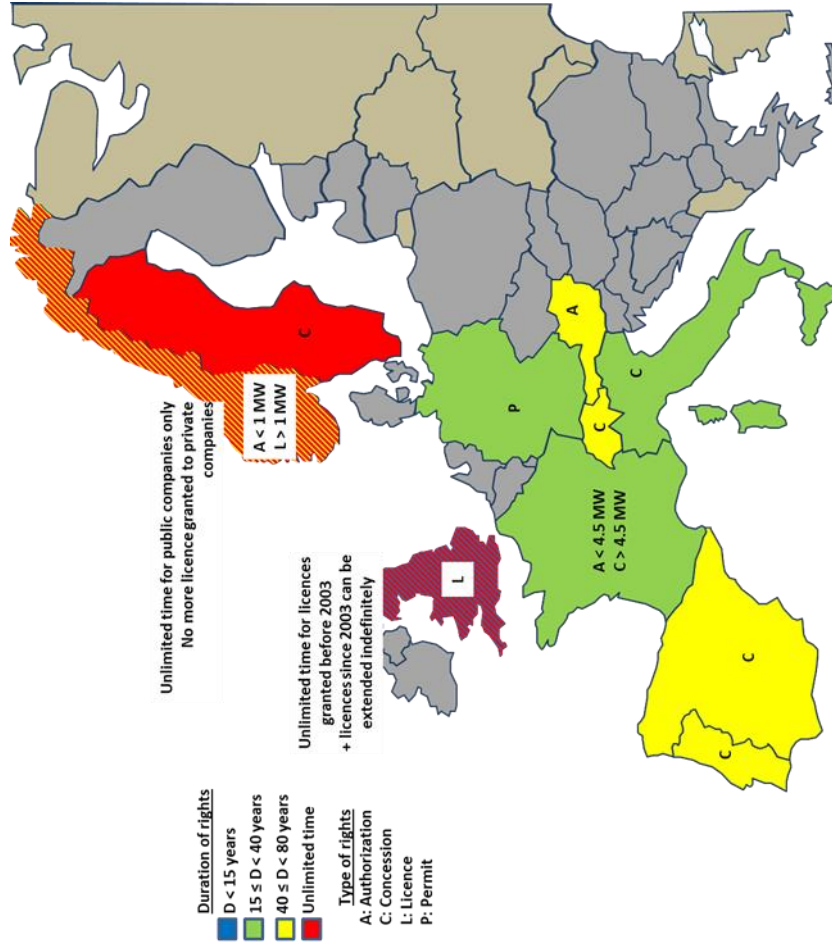 Unlimited time for public companies only
No more licence granted to private
companies
A < 1 MW
L > 1 MW
C
Unlimited time for licences
granted before 2003
+ licences since 2003 can be
extended indefinitely
L
P
A
C
C
A < 4.5 MW
C > 4.5 MW
C
C
Duration of rights
D < 15 years
15 ≤ D < 40 years
40 ≤ D < 80 years
Unlimited time
Type of rights
A: Authorization
C: Concession
L: Licence
P: Permit